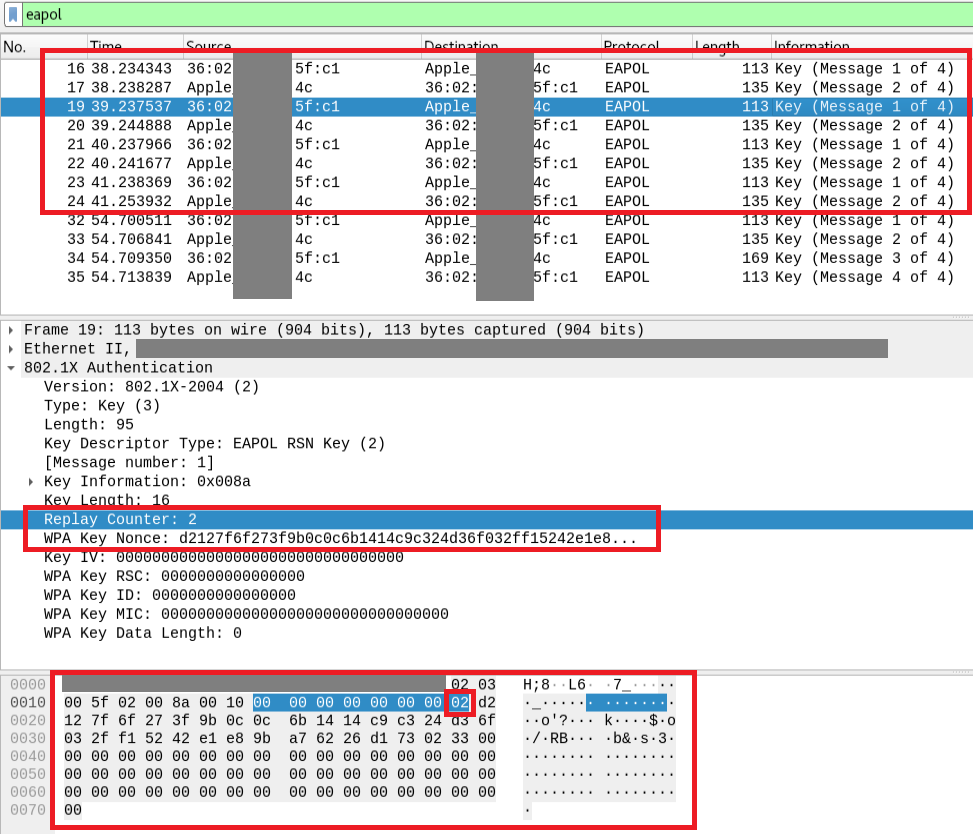 eapol
No. Time Source Destination Protocol Length Information
16 38.234343 36:02 5f:c1 Apple_ 4c EAPOL 113 Key (Message 1 of 4)
17 38.238287 Apple_ 4c 36:02: 5f:c1 EAPOL 135 Key (Message 2 of 4)
19 39.237537 36:02 5f:c1 Apple_ 4c EAPOL 113 Key (Message 1 of 4)
20 39.244888 Apple_ 4c 36:02: 5f:c1 EAPOL 135 Key (Message 2 of 4)
21 40.237966 36:02 5f:c1 Apple_ 4c EAPOL 113 Key (Message 1 of 4)
22 40.241677 Apple_ 4c 36:02: 5f:c1 EAPOL 135 Key (Message 2 of 4)
23 41.238369 36:02 5f:c1 Apple_ 4c EAPOL 113 Key (Message 1 of 4)
24 41.253932 Apple_ 4c 36:02: 5f:c1 EAPOL 135 Key (Message 2 of 4)
32 54.700511 36:02 5f:c1 Apple_ 4c EAPOL 113 Key (Message 1 of 4)
33 54.706841 Apple_ 4c 36:02: 5f:c1 EAPOL 135 Key (Message 2 of 4)
34 54.709350 36:02 5f:c1 Apple_ 4c EAPOL 169 Key (Message 3 of 4)
35 54.713839 Apple_ 4c 36:02: 5f:c1 EAPOL 113 Key (Message 4 of 4)
Frame 19: 113 bytes on wire (904 bits), 113 bytes captured (904 bits)
Ethernet II,
802.1X Authentication
Version: 802.1X-2004 (2)
Type: Key (3)
Length: 95
Key Descriptor Type: EAPOL RSN Key (2)
[Message number: 1]
Key Information: 0x008a
Key Length: 16
Replay Counter: 2
WPA Key Nonce: d2127f6f273f9b0c0c6b1414c9c324d36f032ff15242e1e8...
Key IV: 00000000000000000000000000000000
WPA Key RSC: 0000000000000000
WPA Key ID: 0000000000000000
WPA Key MIC: 00000000000000000000000000000000
WPA Key Data Length: 0
0000 02 03 H;8··L6··7_·····
0010 00 5f 02 00 8a 00 10 00 00 00 00 00 00 00 02 d2 ·_·····  ········
0020 12 7f 6f 27 3f 9b 0c 0c 6b 14 14 c9 c3 24 d3 6f ··o'?··· k····$·o
0030 03 2f f1 52 42 e1 e8 9b a7 62 26 d1 73 02 33 00 ·/·RB··· ·b&·s·3·
0040 00 00 00 00 00 00 00 00 00 00 00 00 00 00 00 00 ········ ········
0050 00 00 00 00 00 00 00 00 00 00 00 00 00 00 00 00 ········ ········
0060 00 00 00 00 00 00 00 00 00 00 00 00 00 00 00 00 ········ ········
0070 00 ·